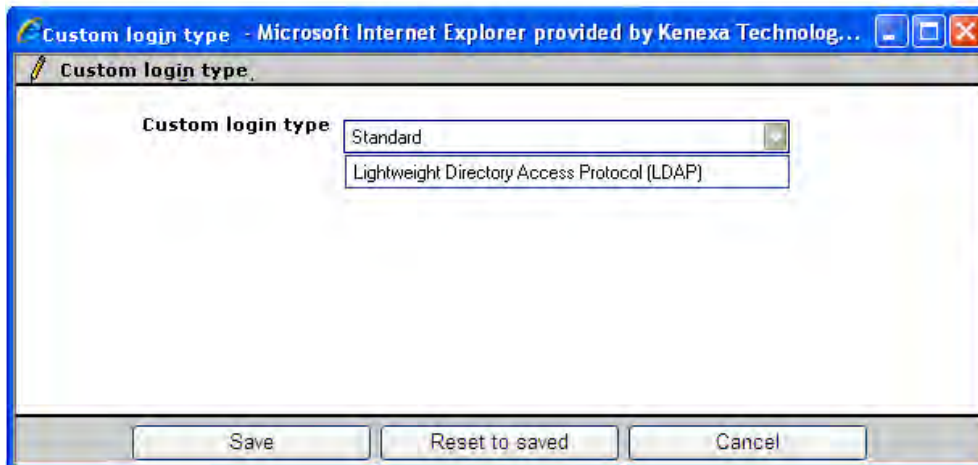 Custom login type - Microsoft Internet Explorer provided by Kenexa Technolog...
Custom login type
Custom login type
Standard
Lightweight Directory Access Protocol (LDAP)
Save
Reset to saved
Cancel